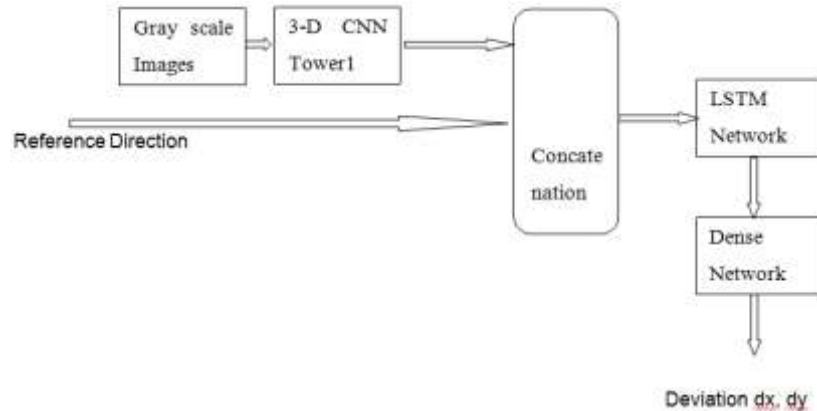 Gray scale
Images
3-D CNN
Tower1
Reference Direction
Concate
nation
LSTM
Network
Dense
Network
Deviation dx, dy